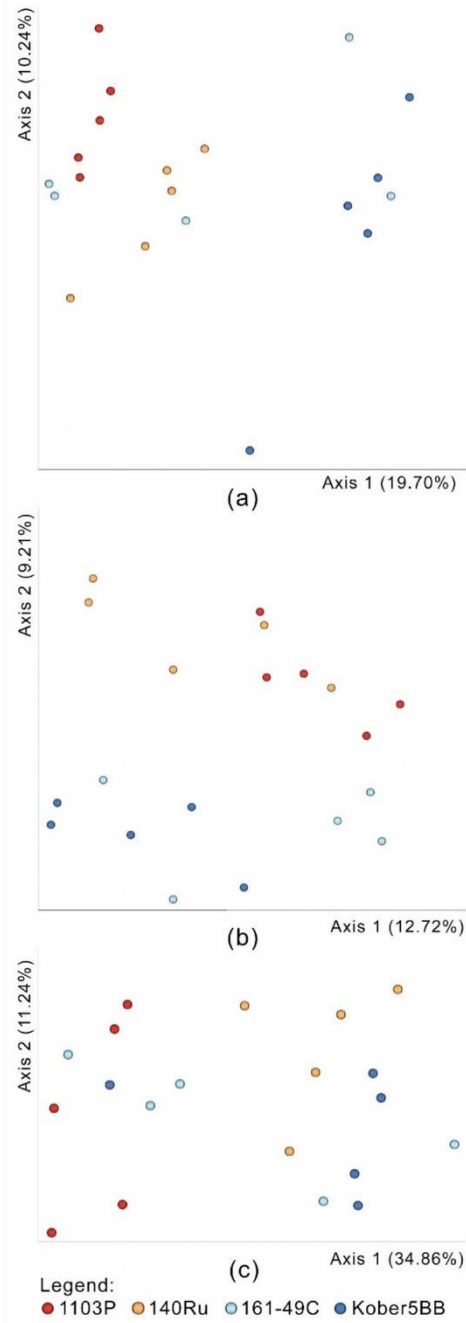 Axis 2 (10.24%)
Axis 1 (19.70%)
(a)
Axis 2 (9.21%)
Axis 1 (12.72%)
(b)
Axis 2 (11.24%)
Axis 1 (34.86%)
(c)
Legend:
1103P 140Ru 161-49C Kober5BB